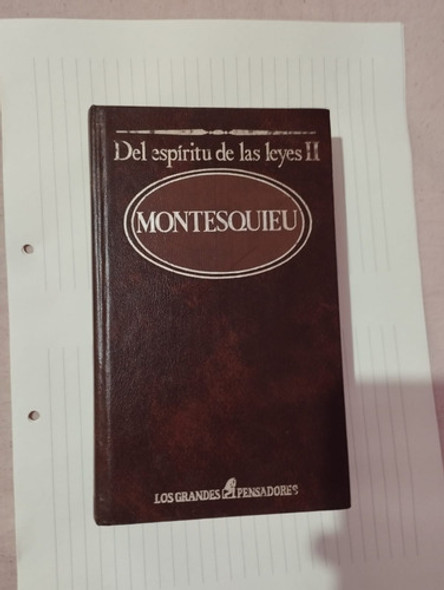 Del espíritu de las leyes II
MONTESQUIEU
LOS GRANDES PENSADORES